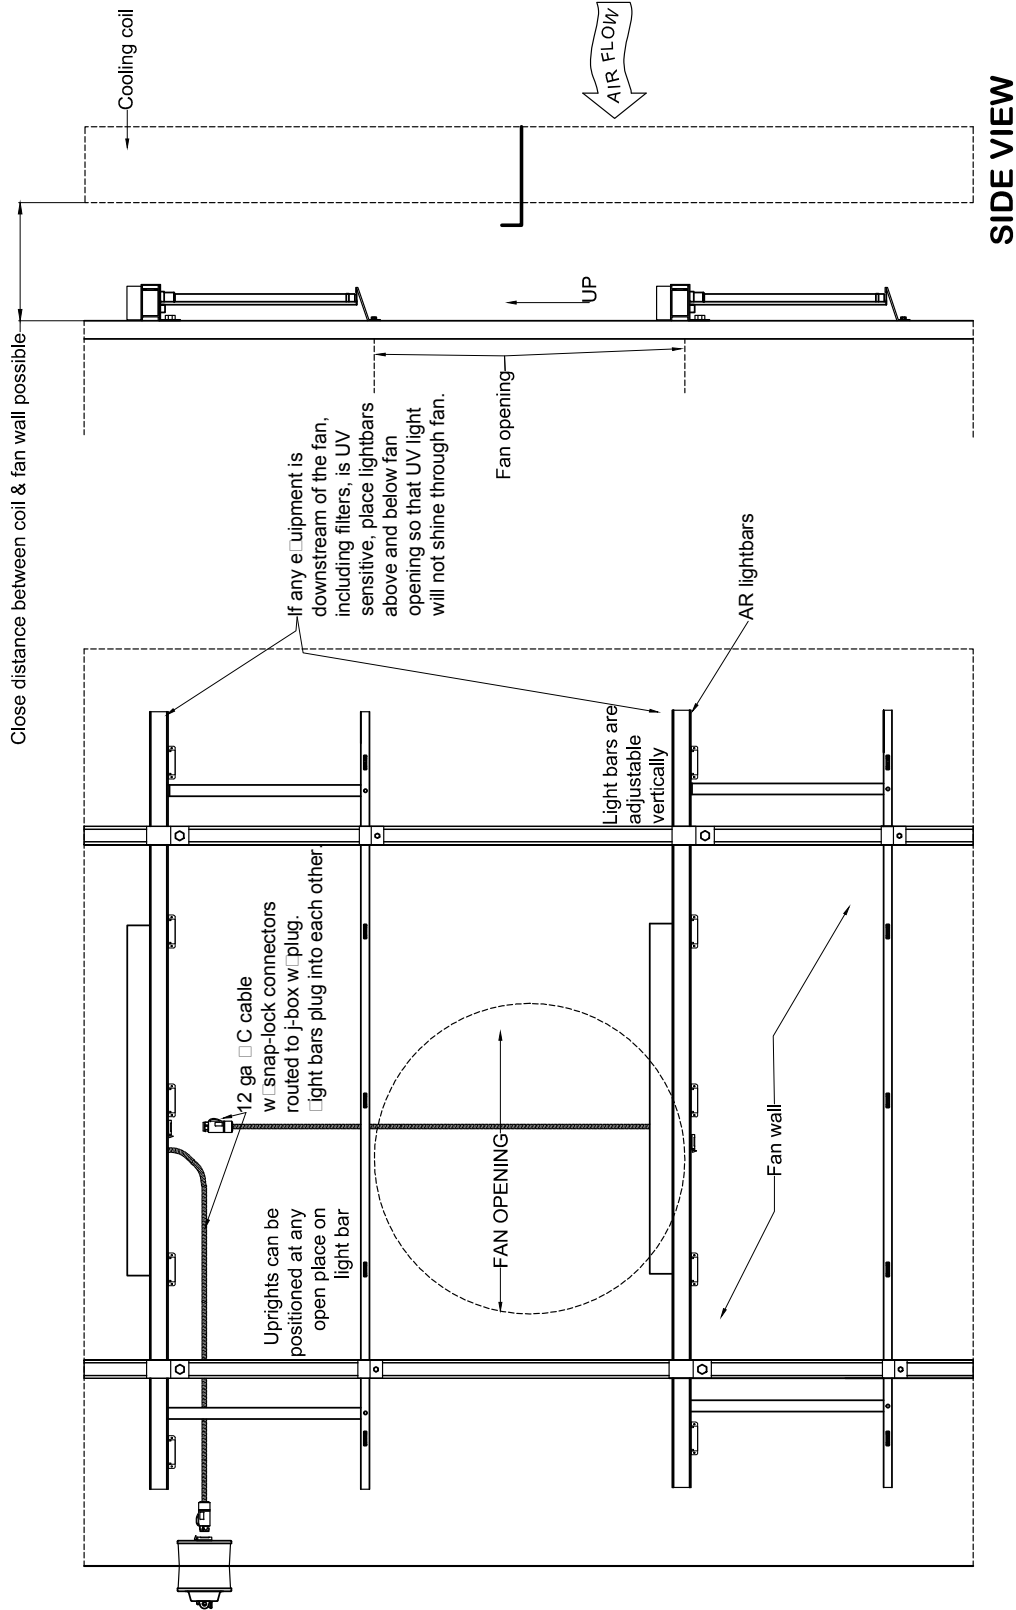 Close distance between coil & fan wall possible
Cooling coil
12 ga □C cable
w□snap-lock connectors
routed to j-box w□plug.
□ight bars plug into each other.
Uprights can be
positioned at any
open place on
light bar
If any e□uipment is
downstream of the fan,
including filters, is UV
sensitive, place lightbars
above and below fan
opening so that UV light
will not shine through fan.
FAN OPENING
Fan opening
UP
AIR FLOW
Light bars are
adjustable
vertically
AR lightbars
Fan wall
SIDE VIEW